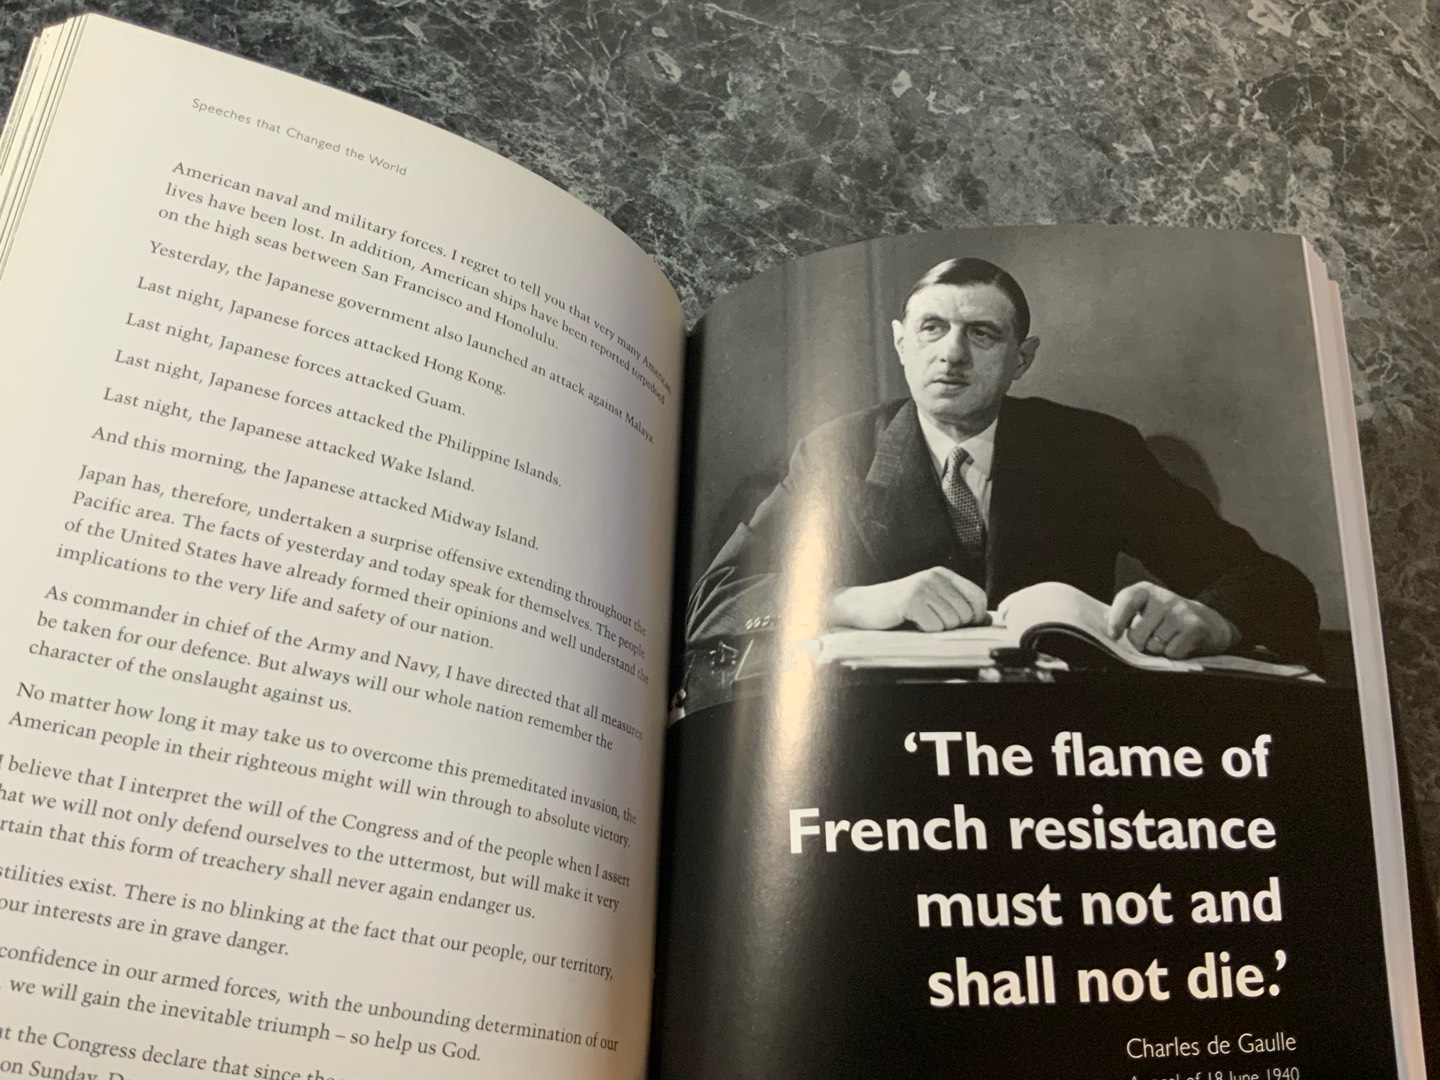 Speeches that Changed the World
American naval and military forces. I regret to tell you that very many American
lives have been lost. In addition, American ships have been reported torpedoed
on the high seas between San Francisco and Honolulu.
Yesterday, the Japanese government also launched an attack against Malaya.
Last night, Japanese forces attacked Hong Kong.
Last night, Japanese forces attacked Guam.
Last night, Japanese forces attacked the Philippine Islands.
Last night, the Japanese attacked Wake Island.
And this morning, the Japanese attacked Midway Island.
Japan has, therefore, undertaken a surprise offensive extending throughout the
Pacific area. The facts of yesterday and today speak for themselves. The people
of the United States have already formed their opinions and well understand the
implications to the very life and safety of our nation.
As commander in chief of the Army and Navy, I have directed that all measures
be taken for our defence. But always will our whole nation remember the
character of the onslaught against us.
No matter how long it may take us to overcome this premeditated invasion, the
American people in their righteous might will win through to absolute victory.
I believe that I interpret the will of the Congress and of the people when I assert
hat we will not only defend ourselves to the uttermost, but will make it very
rtain that this form of treachery shall never again endanger us.
stilities exist. There is no blinking at the fact that our people, our territory,
our interests are in grave danger.
confidence in our armed forces, with the unbounding determination of our
, we will gain the inevitable triumph – so help us God.
at the Congress declare that since the
on Sunday,
‘The flame of
French resistance
must not and
shall not die.’
Charles de Gaulle
of 18 June 1940